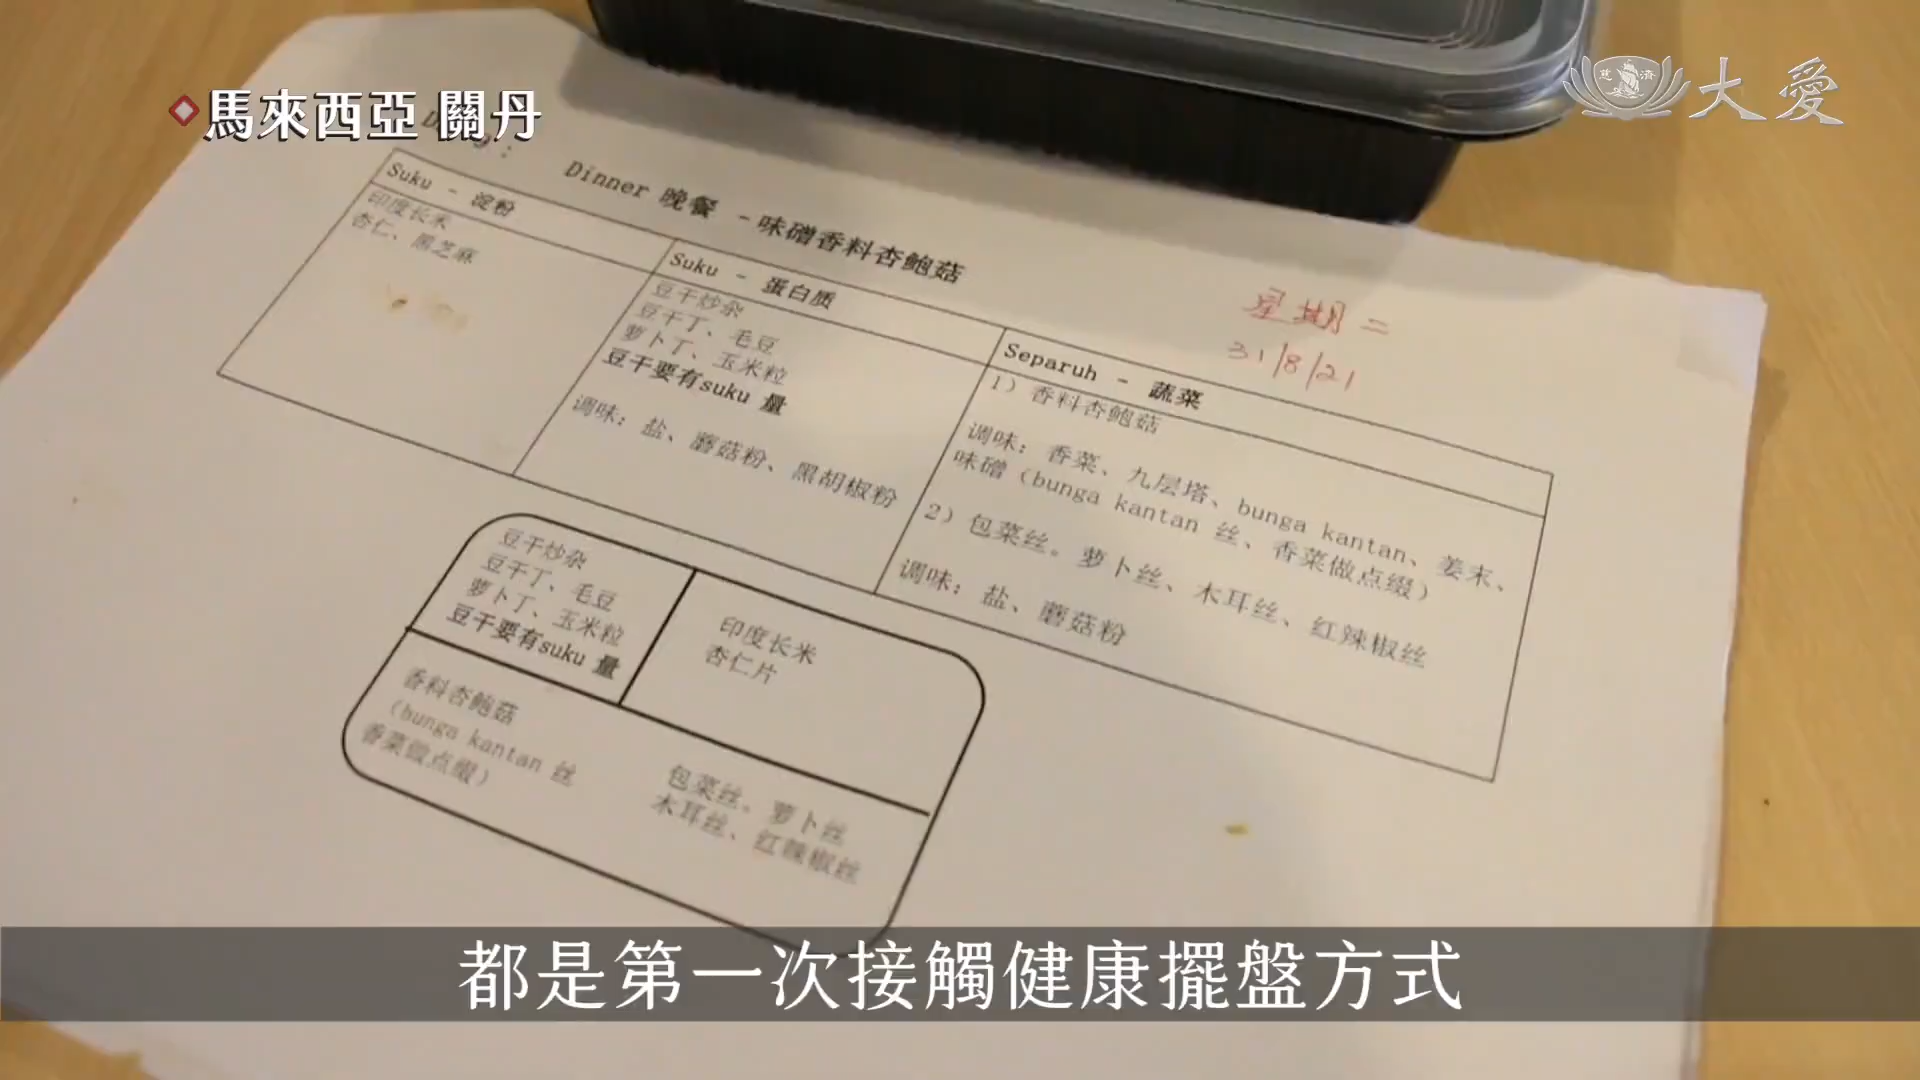 馬來西亞 關丹
慈濟
大愛
Dinner 晚餐 - 味磳香料杏鲍菇
星期二
31/8/21
Suku - 淀粉
印度长米
杏仁、黑芝麻
Suku - 蛋白质
豆干炒杂
豆干丁、毛豆
萝卜丁、玉米粒
豆干要有suku 量
调味：盐、蘑菇粉、黑胡椒粉
Separuh - 蔬菜
1）香料杏鲍菇
调味：香菜、九层塔、bunga kantan、姜末、
味磳（bunga kantan 丝、香菜做点缀）
2）包菜丝。萝卜丝、木耳丝、红辣椒丝
调味：盐、蘑菇粉
豆干炒杂
豆干丁、毛豆
萝卜丁、玉米粒
豆干要有suku 量
印度长米
杏仁片
香料杏鲍菇
（bunga kantan 丝
香菜做点缀）
包菜丝、萝卜丝
木耳丝、红辣椒丝
都是第一次接觸健康擺盤方式